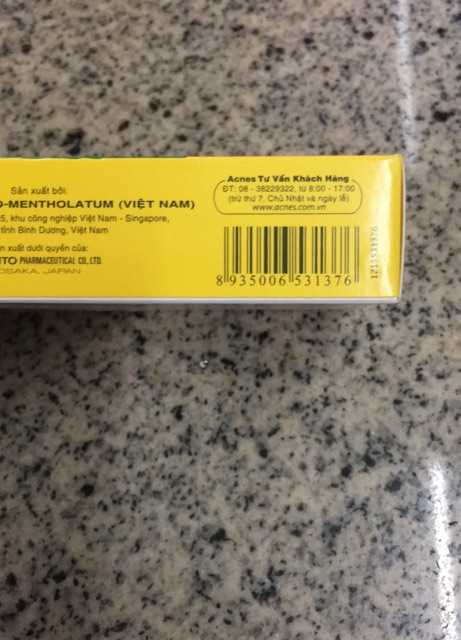 Sản xuất bởi:
O-MENTHOLATUM (VIỆT NAM)
5, khu công nghiệp Việt Nam - Singapore,
tỉnh Bình Dương, Việt Nam
n xuất dưới quyền của:
TO PHARMACEUTICAL CO., LTD.
OSAKA, JAPAN
Acnes Tư Vấn Khách Hàng
ĐT: 08 - 38229322, từ 8:00 - 17:00
(trừ thứ 7, Chủ Nhật và ngày lễ)
www.acnes.com.vn
8 935006 531376
1215531376